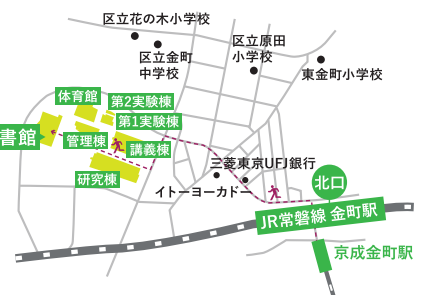 区立花の木小学校
区立金町
中学校
区立原田
小学校
東金町小学校
体育館
第2実験棟
第1実験棟
書館
管理棟
講義棟
研究棟
三菱東京UFJ銀行
イトーヨーカドー
北口
JR常磐線 金町駅
京成金町駅